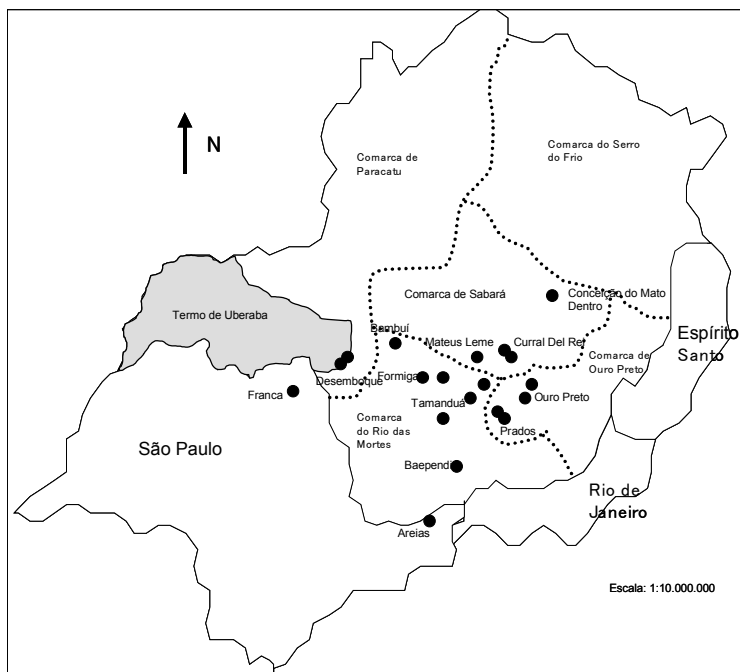 N
Comarca de
Paracatu
Comarca do Serro
do Frio
Termo de Uberaba
Comarca de Sabará
Conceição do Mato
Dentro
Bambuí
Mateus Leme
Curral Del Rei
Espírito
Santo
Comarca de
Ouro Preto
Desemboque
Formiga
Franca
Tamanduá
Ouro Preto
Comarca
do Rio das
Mortes
Prados
São Paulo
Baependi
Rio de
Janeiro
Areias
Escala: 1:10.000.000